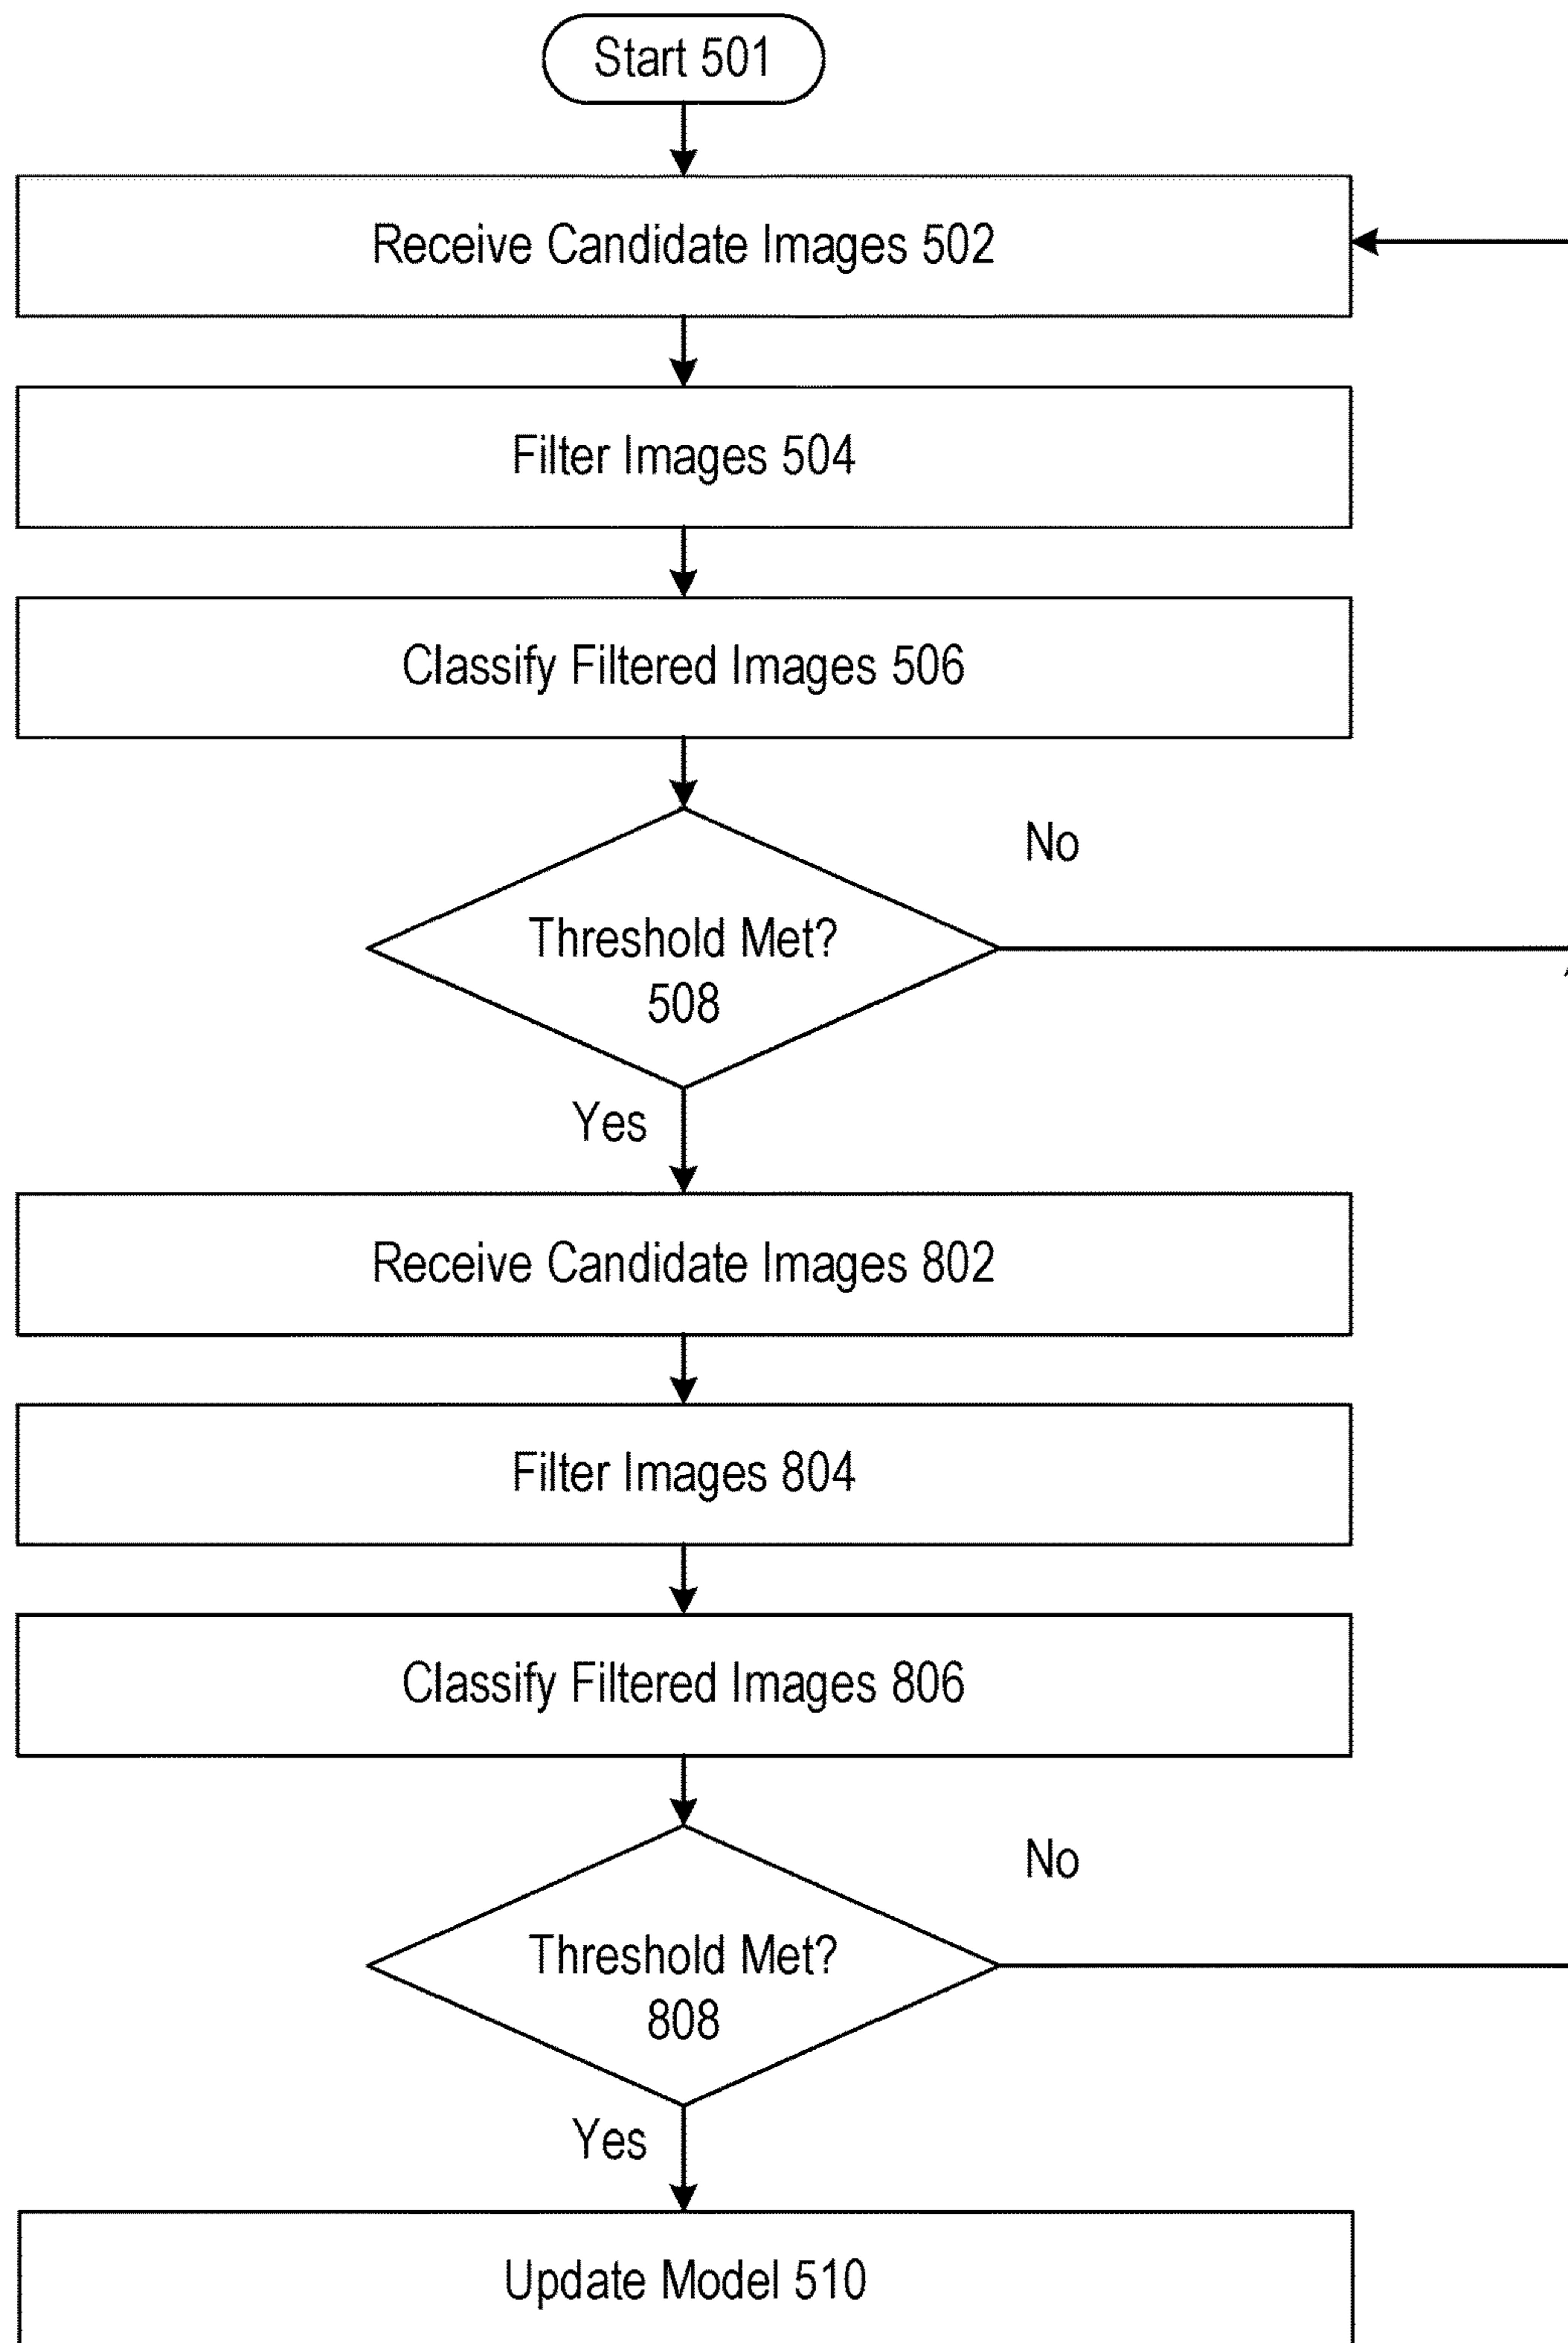 Start 501
Receive Candidate Images 502
Filter Images 504
Classify Filtered Images 506
No
Threshold Met?
508
Yes
Receive Candidate Images 802
Filter Images 804
Classify Filtered Images 806
No
Threshold Met?
808
Yes
Update Model 510